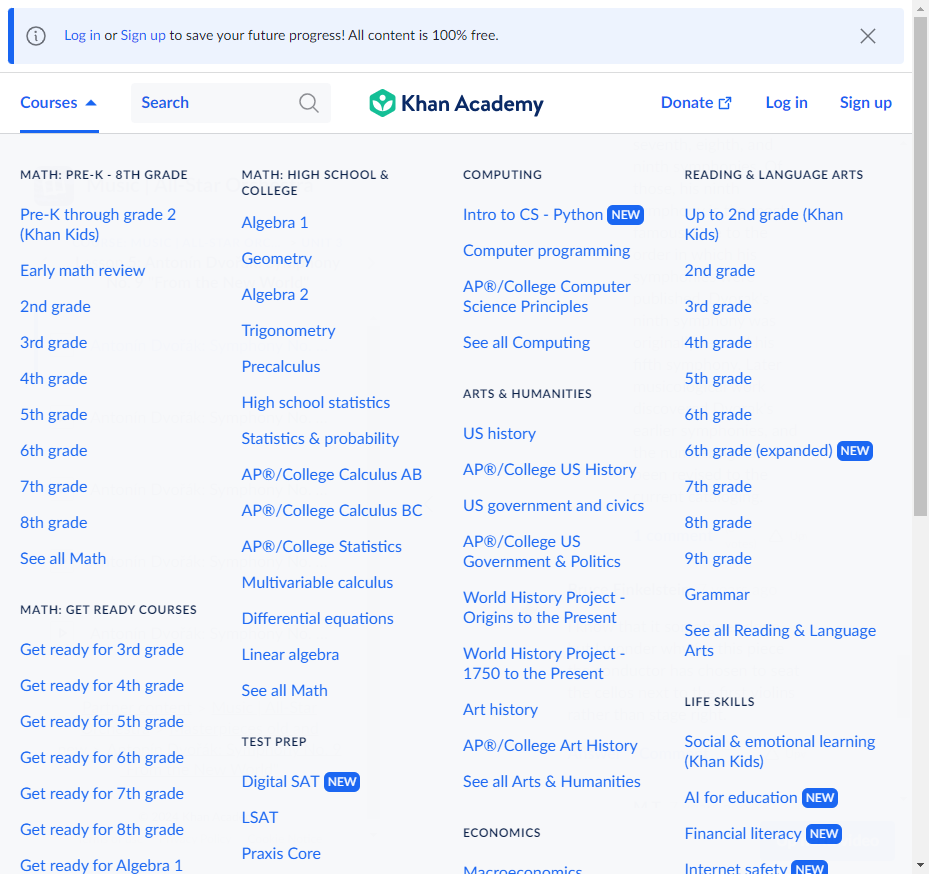 Log in or Sign up to save your future progress! All content is 100% free.
Courses
Search
Khan Academy
Donate
Log in
Sign up
MATH: PRE-K - 8TH GRADE
Pre-K through grade 2
(Khan Kids)
Early math review
2nd grade
3rd grade
4th grade
5th grade
6th grade
7th grade
8th grade
See all Math
MATH: GET READY COURSES
Get ready for 3rd grade
Get ready for 4th grade
Get ready for 5th grade
Get ready for 6th grade
Get ready for 7th grade
Get ready for 8th grade
Get ready for Algebra 1
MATH: HIGH SCHOOL &
COLLEGE
Algebra 1
Geometry
Algebra 2
Trigonometry
Precalculus
High school statistics
Statistics & probability
AP®/College Calculus AB
AP®/College Calculus BC
AP®/College Statistics
Multivariable calculus
Differential equations
Linear algebra
See all Math
TEST PREP
Digital SAT NEW
LSAT
Praxis Core
COMPUTING
Intro to CS - Python NEW
Computer programming
AP®/College Computer
Science Principles
See all Computing
ARTS & HUMANITIES
US history
AP®/College US History
US government and civics
AP®/College US
Government & Politics
World History Project -
Origins to the Present
World History Project -
1750 to the Present
Art history
AP®/College Art History
See all Arts & Humanities
ECONOMICS
Macroeconomics
READING & LANGUAGE ARTS
Up to 2nd grade (Khan
Kids)
2nd grade
3rd grade
4th grade
5th grade
6th grade
6th grade (expanded) NEW
7th grade
8th grade
9th grade
Grammar
See all Reading & Language
Arts
LIFE SKILLS
Social & emotional learning
(Khan Kids)
AI for education NEW
Financial literacy NEW
Internet safety NEW